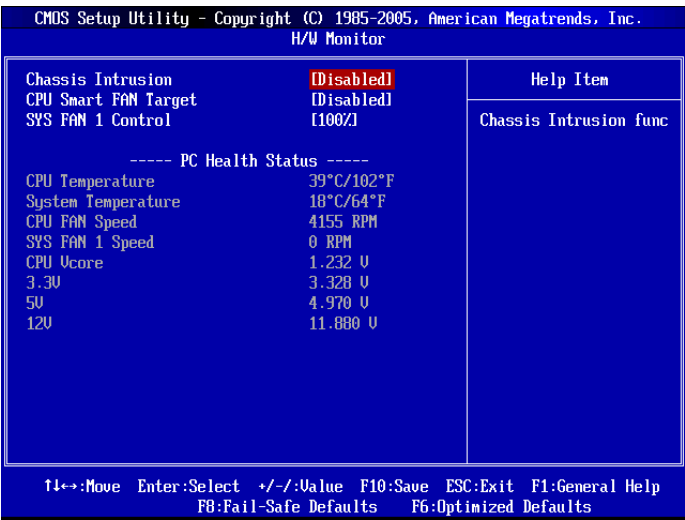 CMOS Setup Utility - Copyright (C) 1985-2005, American Megatrends, Inc.
H/W Monitor
Chassis Intrusion [Disabled]
CPU Smart FAN Target [Disabled]
SYS FAN 1 Control [100%]
----- PC Health Status -----
CPU Temperature 39°C/102°F
System Temperature 18°C/64°F
CPU FAN Speed 4155 RPM
SYS FAN 1 Speed 0 RPM
CPU Vcore 1.232 V
3.3V 3.328 V
5V 4.970 V
12V 11.880 V
Help Item
Chassis Intrusion func
↑↓↔:Move Enter:Select +/-/:Value F10:Save ESC:Exit F1:General Help
F8:Fail-Safe Defaults F6:Optimized Defaults